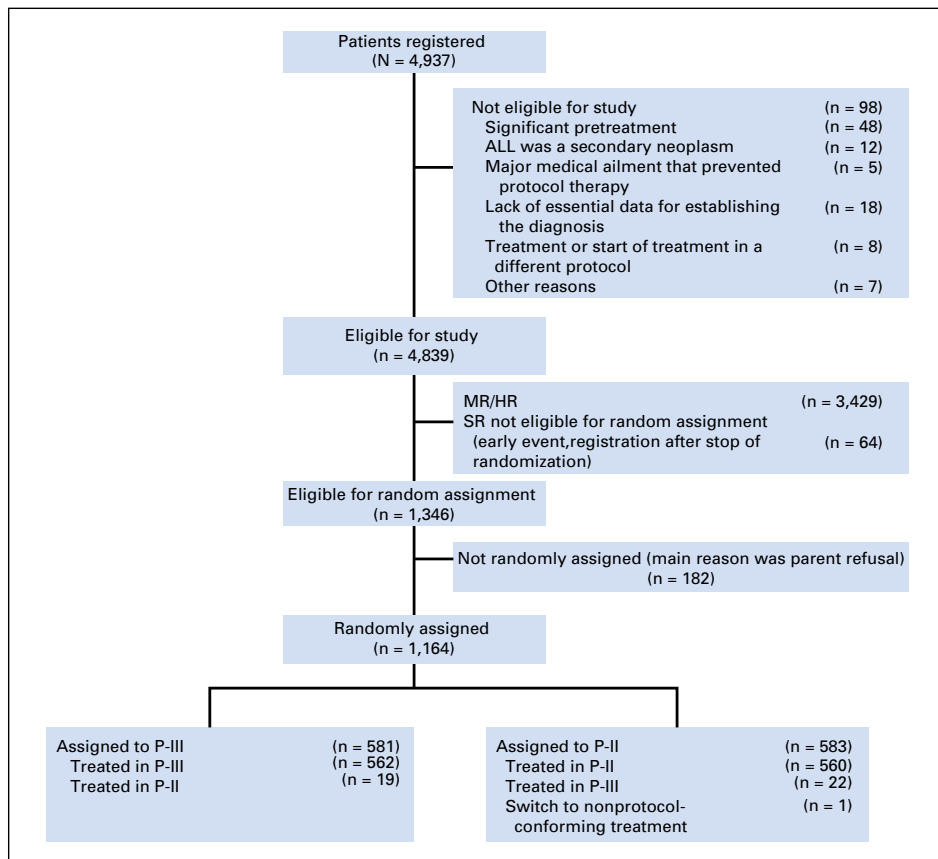 Patients registered
(N = 4,937)
Not eligible for study (n = 98)
Significant pretreatment (n = 48)
ALL was a secondary neoplasm (n = 12)
Major medical ailment that prevented (n = 5)
protocol therapy
Lack of essential data for establishing (n = 18)
the diagnosis
Treatment or start of treatment in a (n = 8)
different protocol
Other reasons (n = 7)
Eligible for study
(n = 4,839)
MR/HR (n = 3,429)
SR not eligible for random assignment
(early event,registration after stop of (n = 64)
randomization)
Eligible for random assignment
(n = 1,346)
Not randomly assigned (main reason was parent refusal)
(n = 182)
Randomly assigned
(n = 1,164)
Assigned to P-III (n = 581)
Treated in P-III (n = 562)
Treated in P-II (n = 19)
Assigned to P-II (n = 583)
Treated in P-II (n = 560)
Treated in P-III (n = 22)
Switch to nonprotocol- (n = 1)
conforming treatment